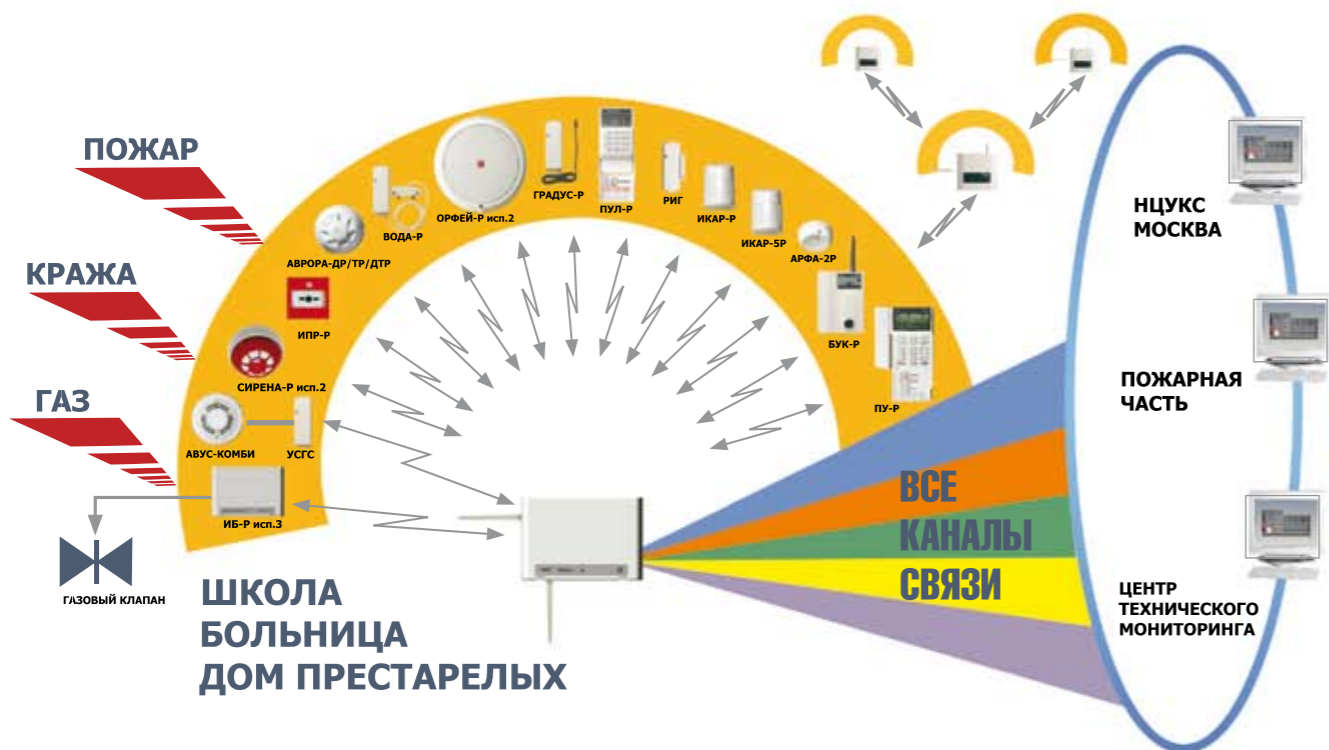 ПОЖАР
КРАЖА
ГАЗ
ГАЗОВЫЙ КЛАПАН
ИБ-Р исп.3
АВУС-КОМБИ
УСГС
СИРЕНА-Р исп.2
ИПР-Р
АВРОРА-ДР/ТР/ДТР
ВОДА-Р
ОРФЕЙ-Р исп.2
ГРАДУС-Р
ПУЛ-Р
РИГ
ИКАР-Р
ИКАР-5Р
АРФА-2Р
БУК-Р
ПУ-Р
ШКОЛА
БОЛЬНИЦА
ДОМ ПРЕСТАРЕЛЫХ
ВСЕ
КАНАЛЫ
СВЯЗИ
НЦУКС
МОСКВА
ПОЖАРНАЯ
ЧАСТЬ
ЦЕНТР
ТЕХНИЧЕСКОГО
МОНИТОРИНГА